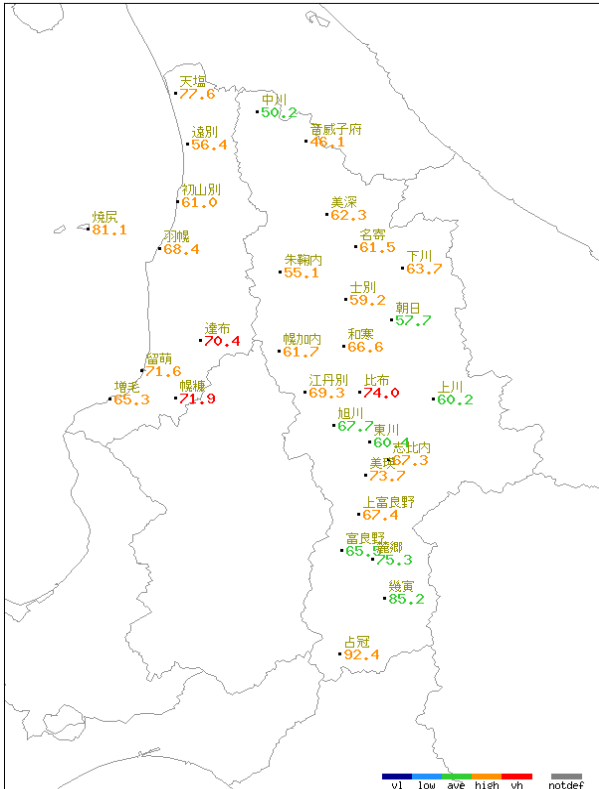 天塩
77.6
中川
50.2
遠別
56.4
音威子府
46.1
初山別
61.0
美深
62.3
焼尻
81.1
羽幌
68.4
名寄
61.5
下川
63.7
朱鞠内
55.1
士別
59.2
朝日
57.7
達布
70.4
幌加内
61.7
和寒
66.6
留萌
71.6
増毛
65.3
幌糠
71.9
江丹別
69.3
比布
74.0
上川
60.2
旭川
67.7
東川
60.4
志比内
67.3
美瑛
73.7
上富良野
67.4
富良野
65.5
麓郷
75.3
幾寅
85.2
占冠
92.4
vl low ave high vh notdef